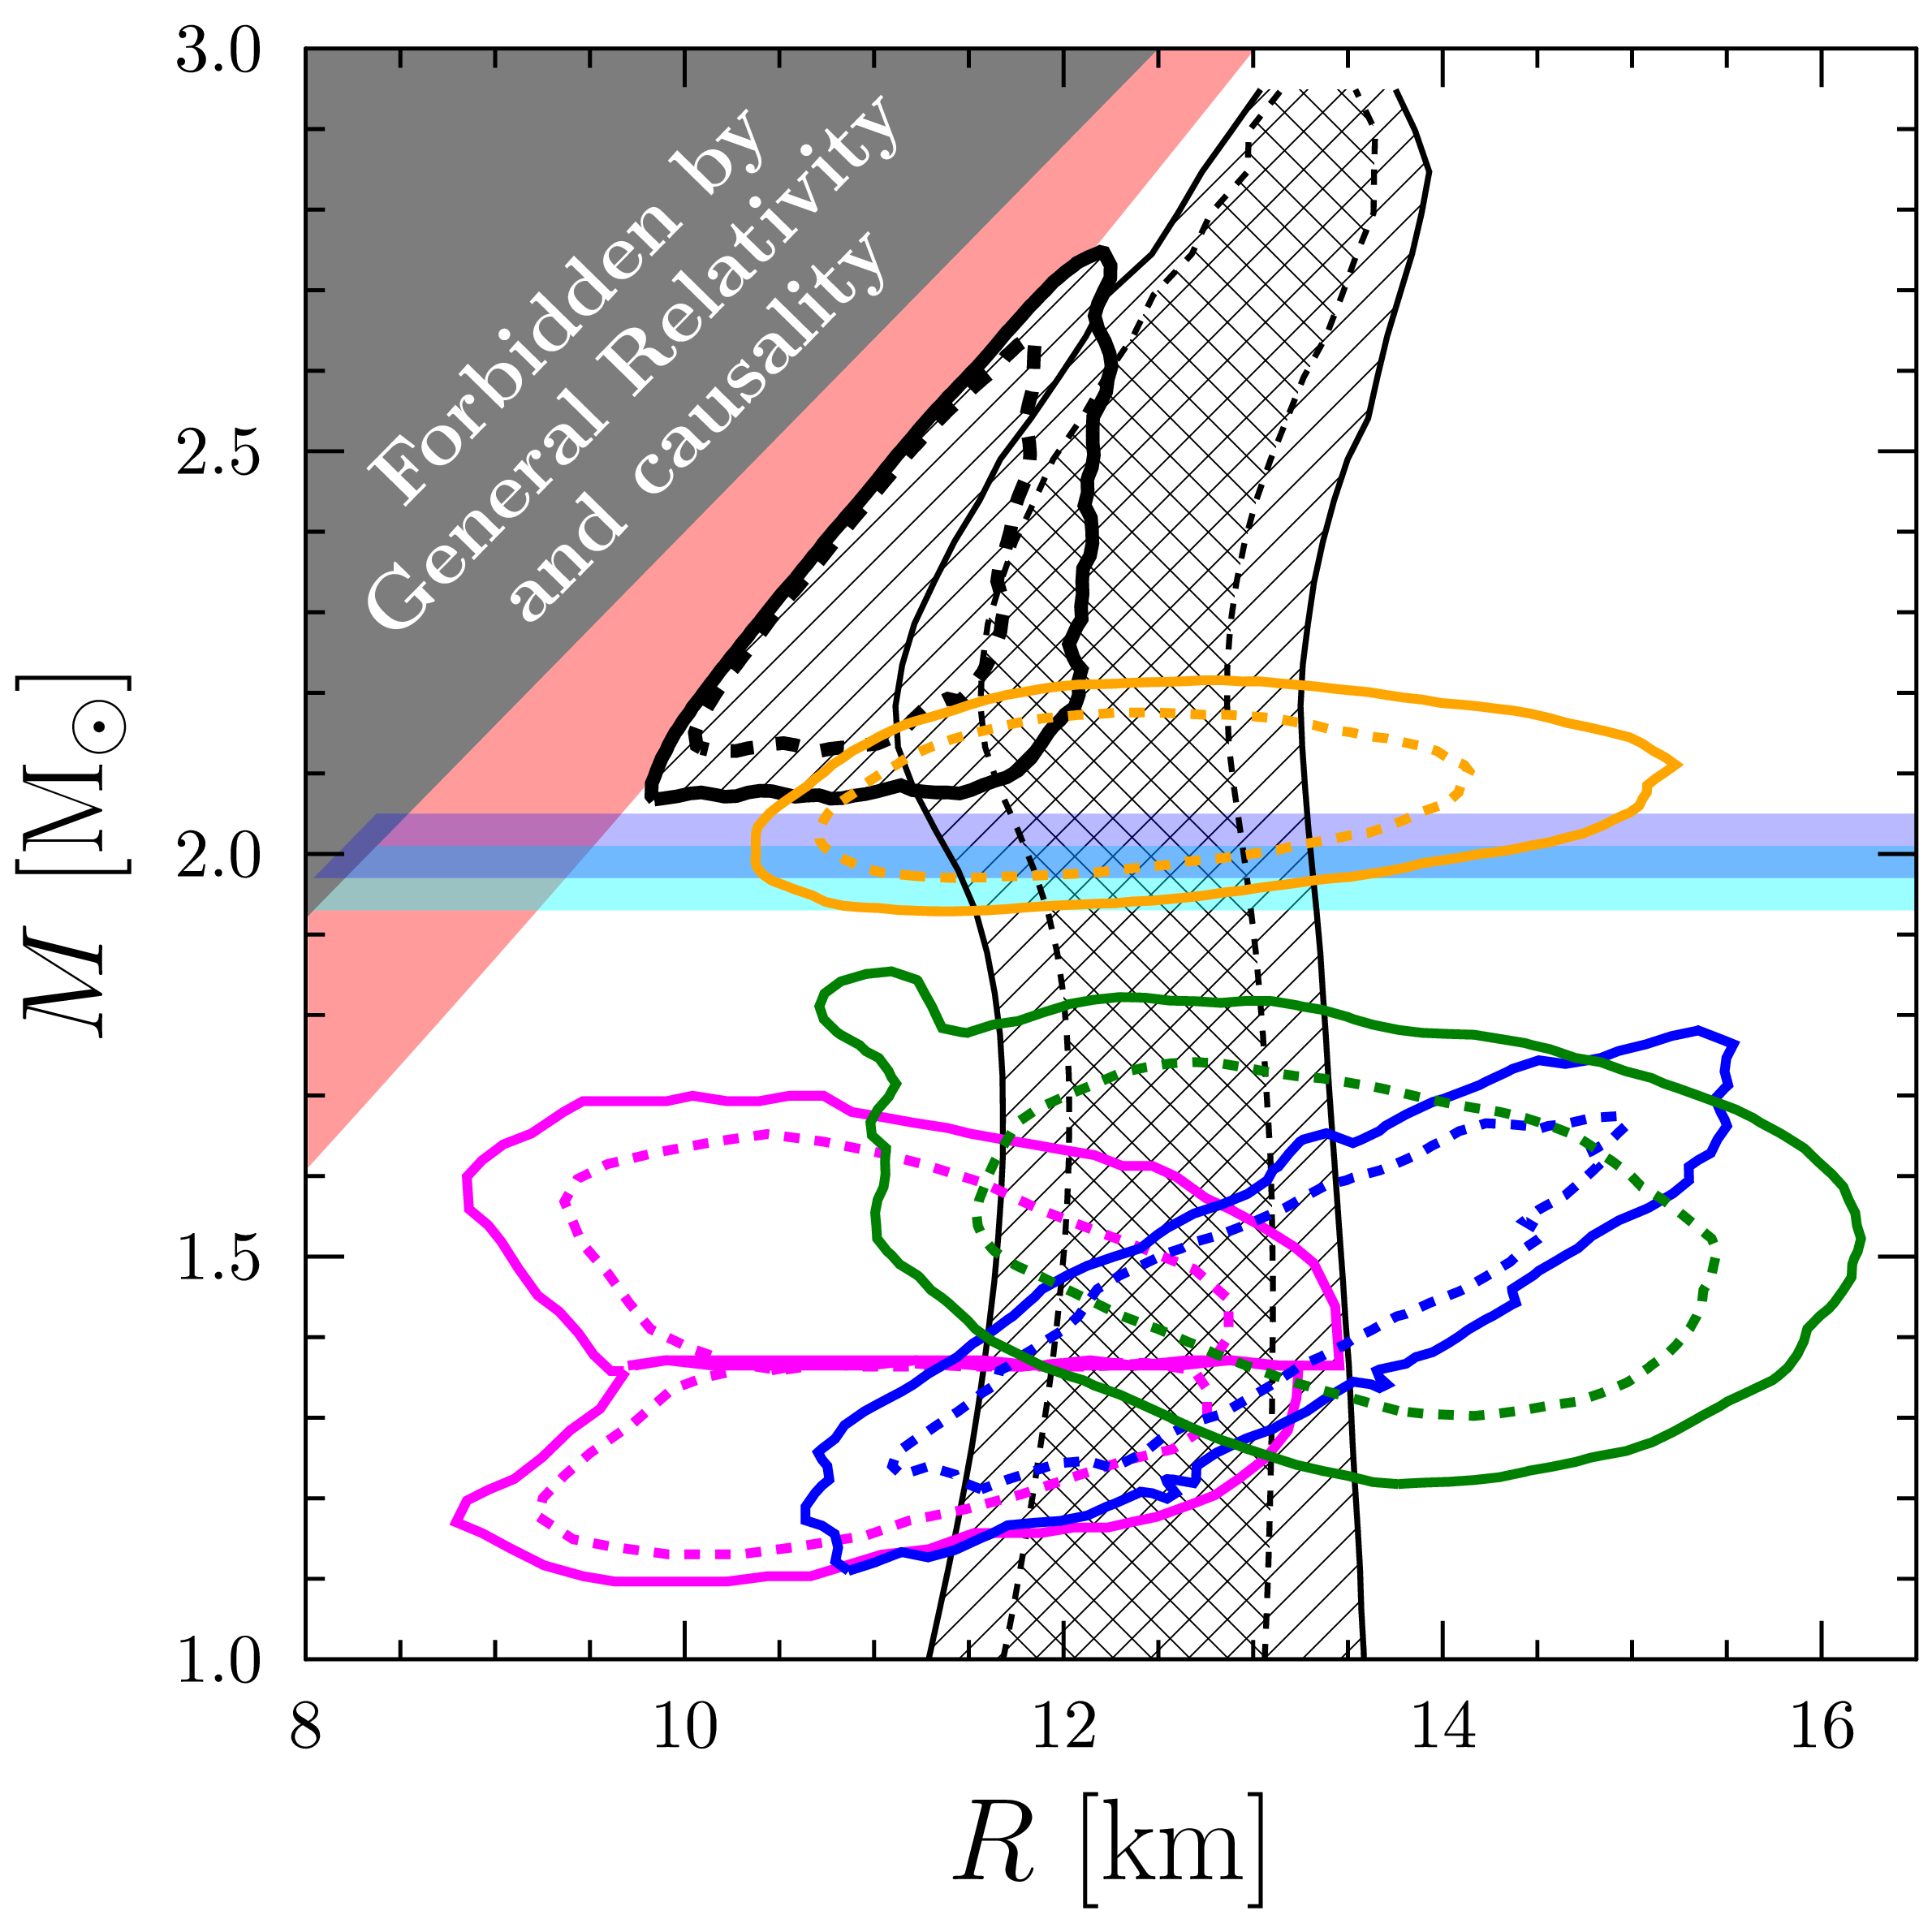 3.0
Forbidden by
General Relativity
and causality
2.5
M [M⊙]
2.0
1.5
1.0
8 10 12 14 16
R [km]